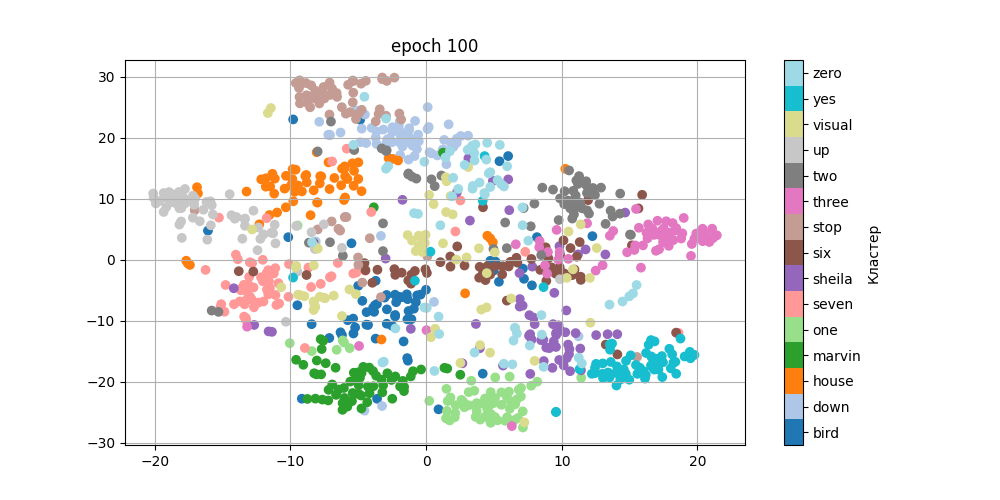 epoch 100
30
20
10
0
−10
−20
−30
−20
−10
0
10
20
zero
yes
visual
up
two
three
stop
six
sheila
seven
one
marvin
house
down
bird
Кластер